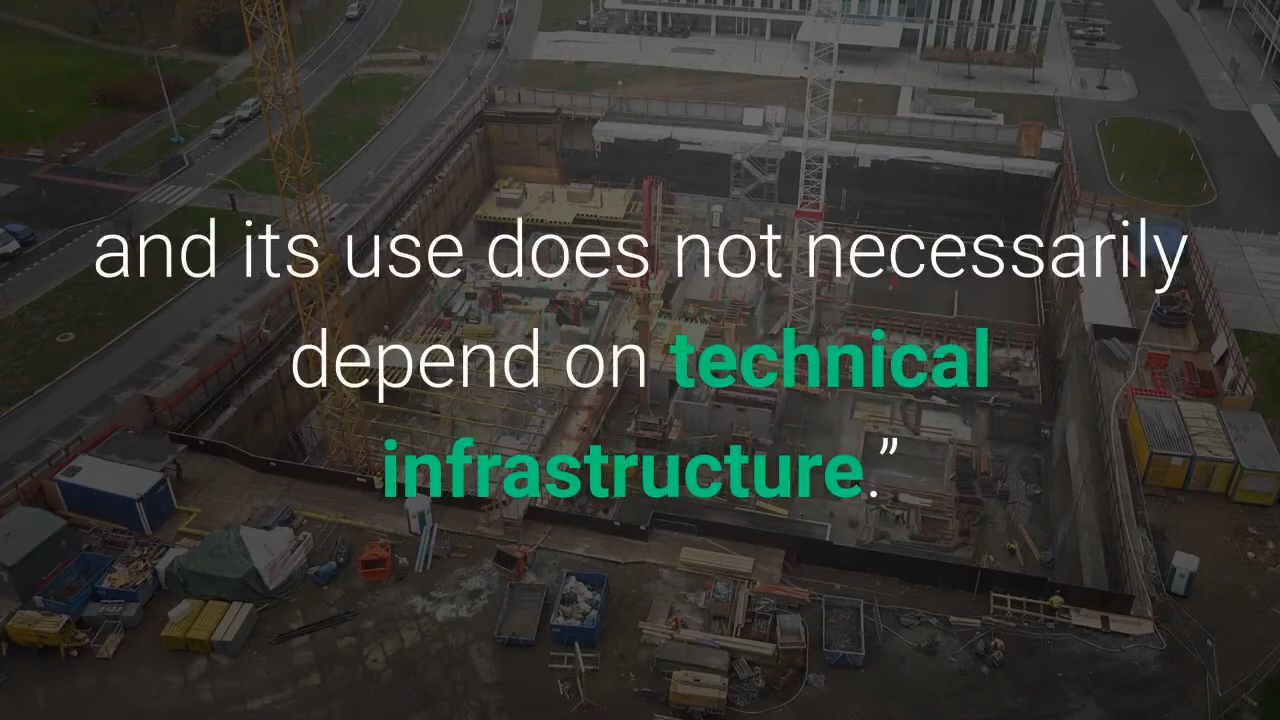 and its use does not necessarily
depend on technical
infrastructure.”